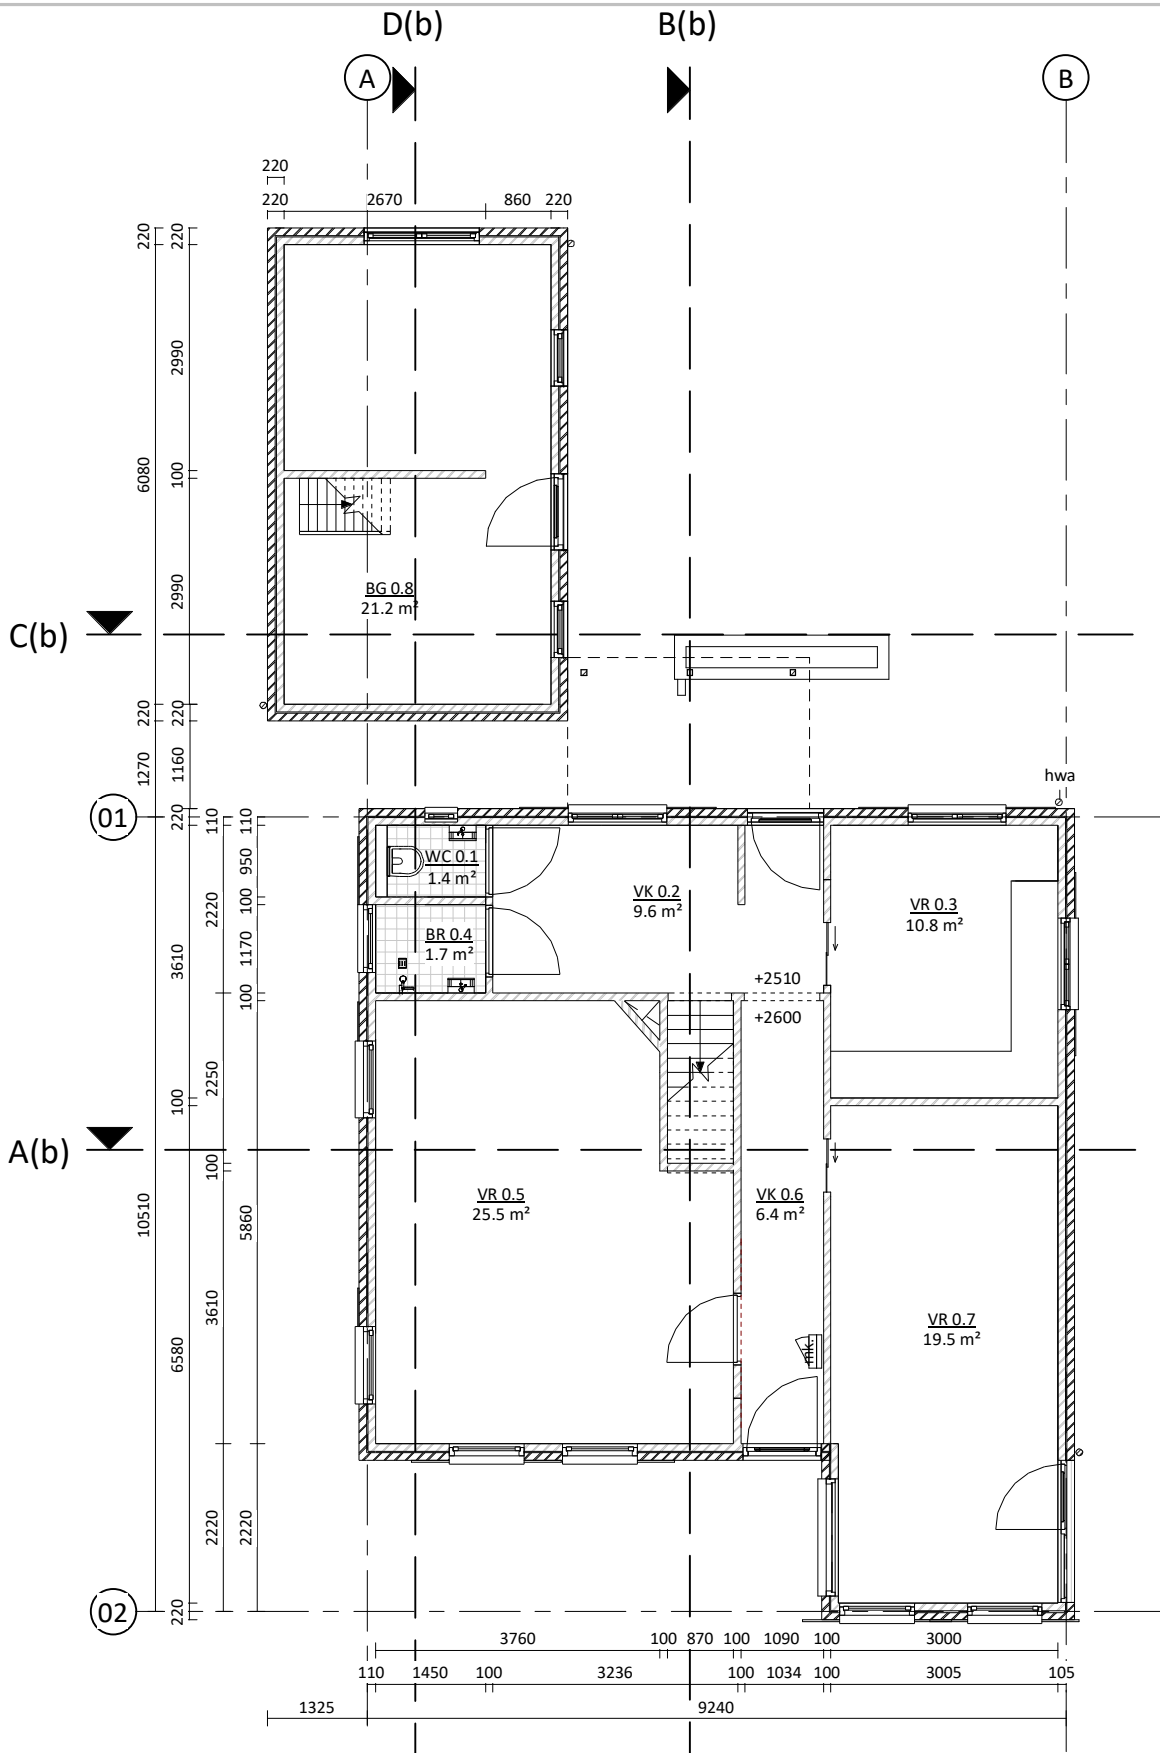 D(b)
B(b)
A
B
220
220
2670
860
220
220
220
2990
6080
100
2990
BG 0.8
21.2 m²
C(b)
220
220
1270
1160
hwa
01
220
110
110
950
WC 0.1
1.4 m²
VK 0.2
9.6 m²
VR 0.3
10.8 m²
2220
100
BR 0.4
1.7 m²
3610
1170
+2510
100
+2600
2250
100
A(b)
100
VR 0.5
25.5 m²
VK 0.6
6.4 m²
10510
5860
3610
6580
VR 0.7
19.5 m²
mk.
2220
2220
02
220
3760
100
870
100
1090
100
3000
110
1450
100
3236
100
1034
100
3005
105
1325
9240